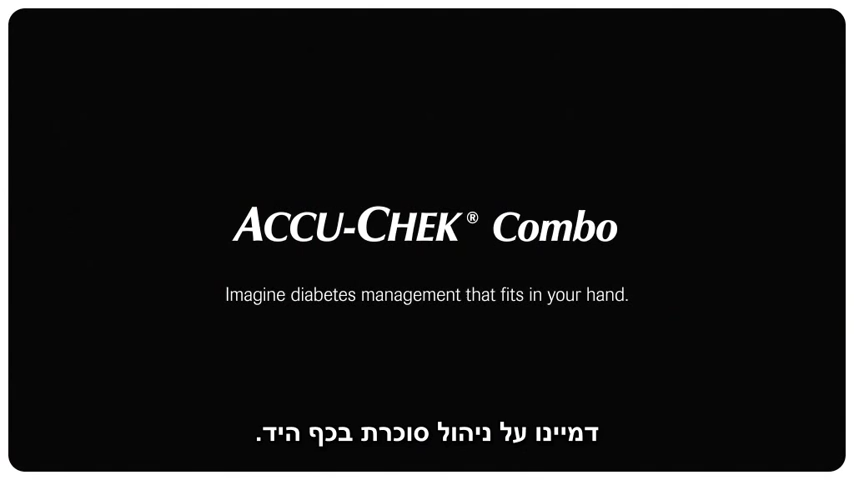 ACCU-CHEK® Combo
Imagine diabetes management that fits in your hand.
דמיינו על ניהול סוכרת בכף היד.